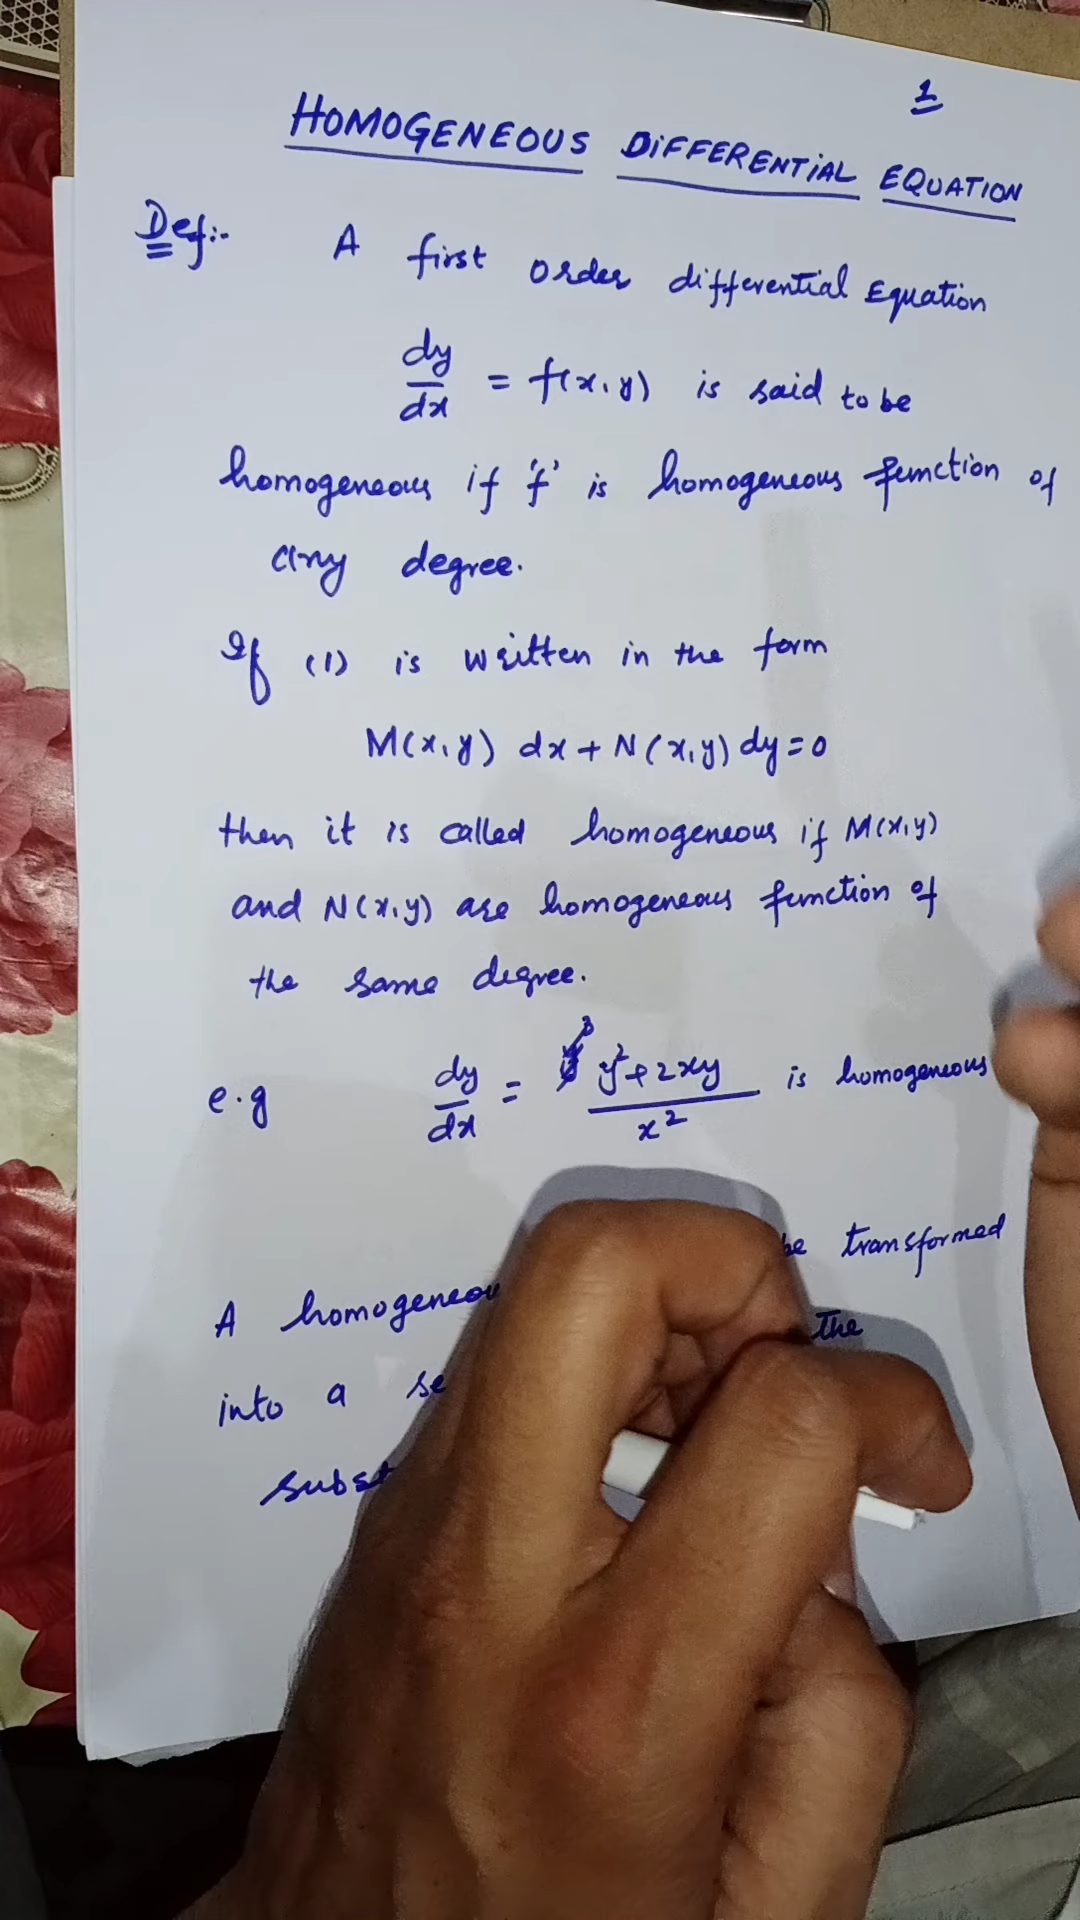 1
HOMOGENEOUS DIFFERENTIAL EQUATION
Def:- A first order differential Equation
dy/dx = f(x,y) is said to be
homogeneous if 'f' is homogeneous function of
any degree.
If (1) is written in the form
M(x,y) dx + N(x,y) dy = 0
then it is called homogeneous if M(x,y)
and N(x,y) are homogeneous function of
the same degree.
e.g dy/dx = y²+2xy / x² is homogeneous
A be transformed
into a the